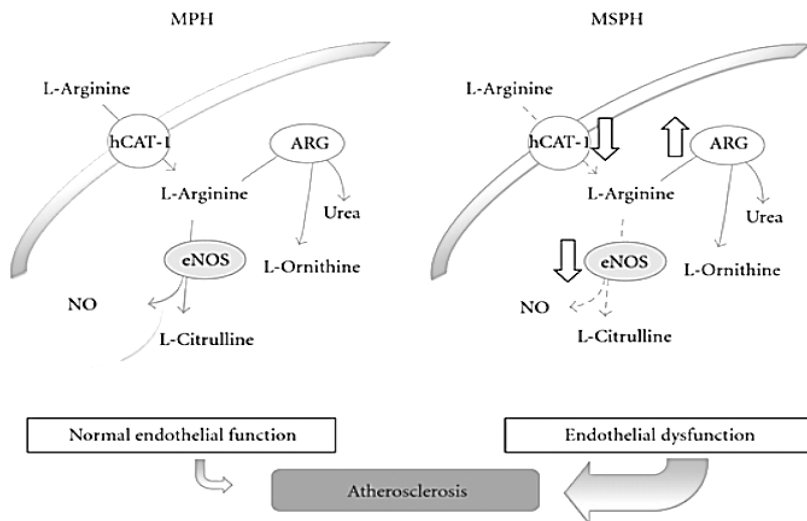 MPH
L-Arginine
hCAT-1
ARG
L-Arginine
Urea
eNOS
L-Ornithine
NO
L-Citrulline
Normal endothelial function
MSPH
L-Arginine
hCAT-1
ARG
L-Arginine
Urea
eNOS
L-Ornithine
NO
L-Citrulline
Endothelial dysfunction
Atherosclerosis